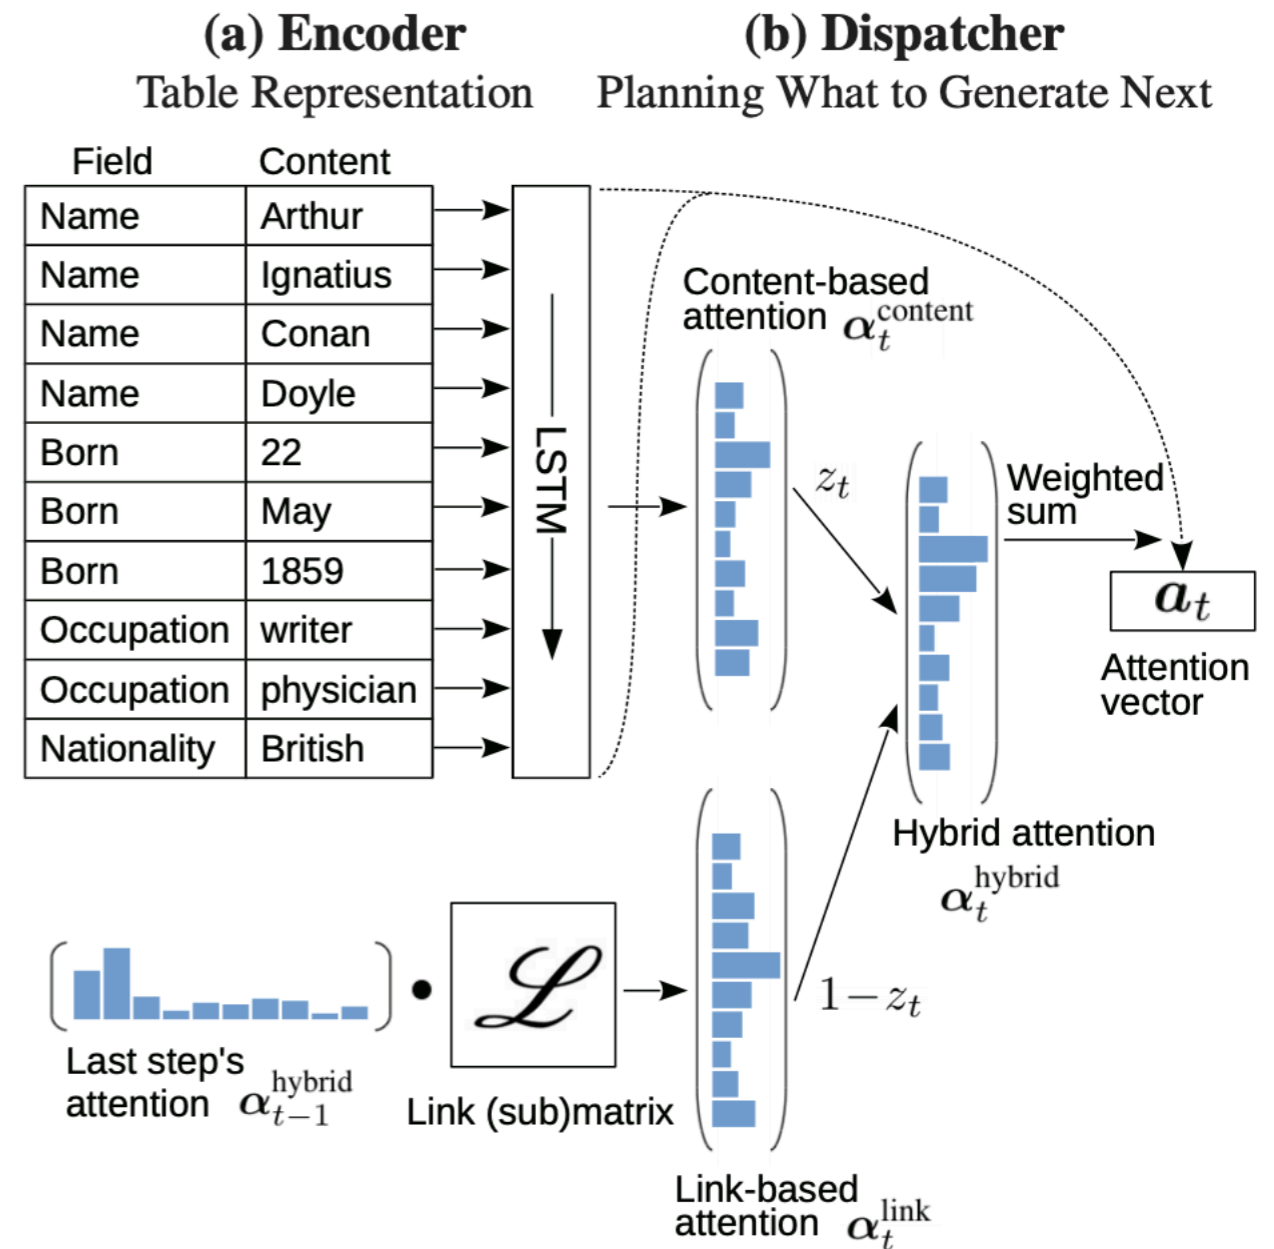 (a) Encoder
Table Representation
(b) Dispatcher
Planning What to Generate Next
Field Content
Name Arthur
Name Ignatius
Name Conan
Name Doyle
Born 22
Born May
Born 1859
Occupation writer
Occupation physician
Nationality British
LSTM
Content-based
attention α_t^content
z_t
Weighted
sum
a_t
Attention
vector
Hybrid attention
α_t^hybrid
Last step's
attention α_{t−1}^hybrid
ℒ
Link (sub)matrix
1−z_t
Link-based
attention α_t^link